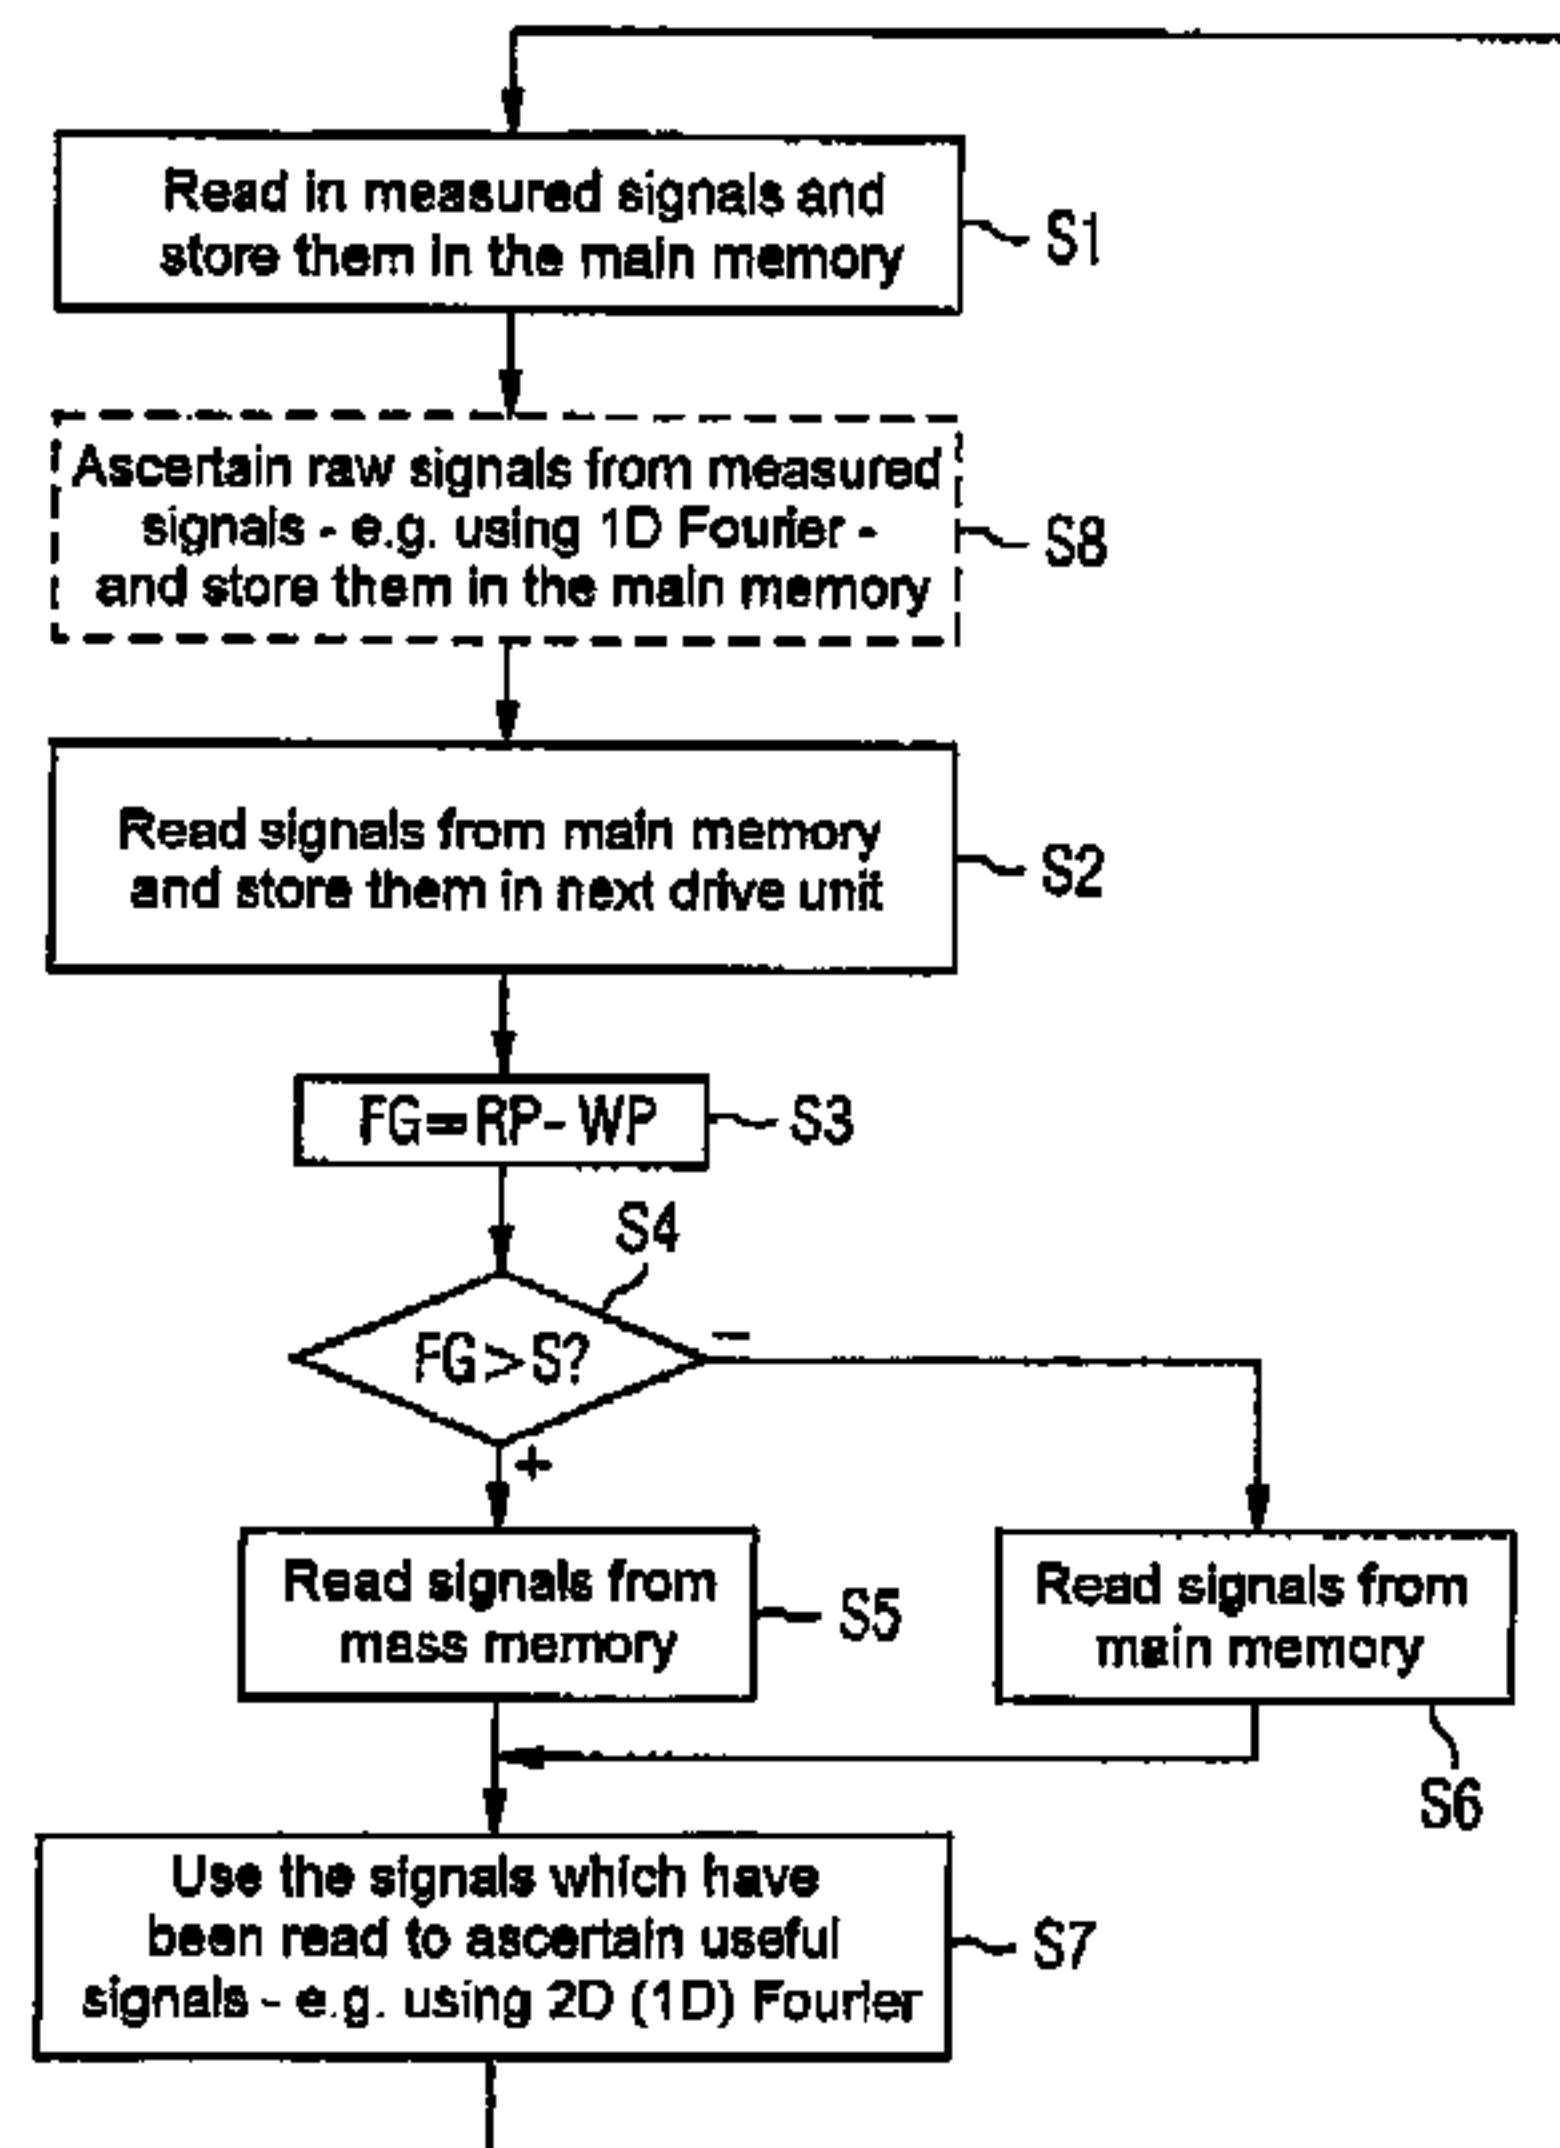 Read in measured signals and
store them in the main memory
S1
Ascertain raw signals from measured
signals - e.g. using 1D Fourier -
and store them in the main memory
S8
Read signals from main memory
and store them in next drive unit
S2
FG=RP-WP
S3
S4
FG>S?
−
+
Read signals from
mass memory
S5
Read signals from
main memory
S6
Use the signals which have
been read to ascertain useful
signals - e.g. using 2D (1D) Fourier
S7